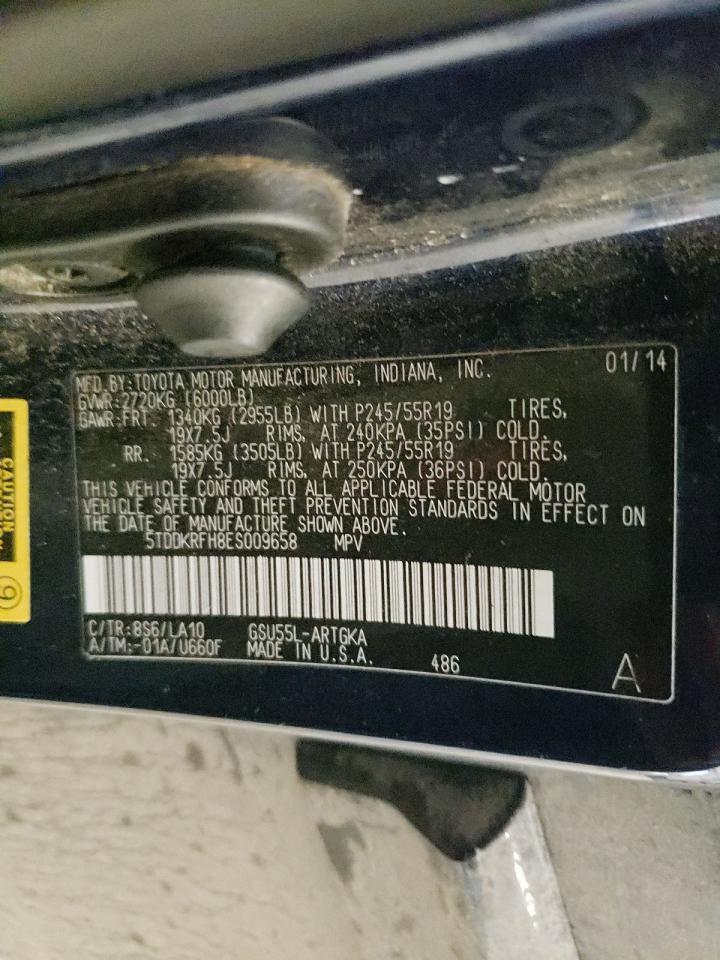 MFD.BY:TOYOTA MOTOR MANUFACTURING, INDIANA, INC. 01/14
GVWR:2720KG (6000LB)
GAWR:FRT. 1340KG (2955LB) WITH P245/55R19 TIRES,
19X7.5J RIMS, AT 240KPA (35PSI) COLD.
RR. 1585KG (3505LB) WITH P245/55R19 TIRES,
19X7.5J RIMS, AT 250KPA (36PSI) COLD.
THIS VEHICLE CONFORMS TO ALL APPLICABLE FEDERAL MOTOR
VEHICLE SAFETY AND THEFT PREVENTION STANDARDS IN EFFECT ON
THE DATE OF MANUFACTURE SHOWN ABOVE.
5TDDKRFH8ES009658 MPV
C/TR:8S6/LA10 GSU55L-ARTGKA
A/TM:-01A/U660F MADE IN U.S.A. 486 A
CAUTION